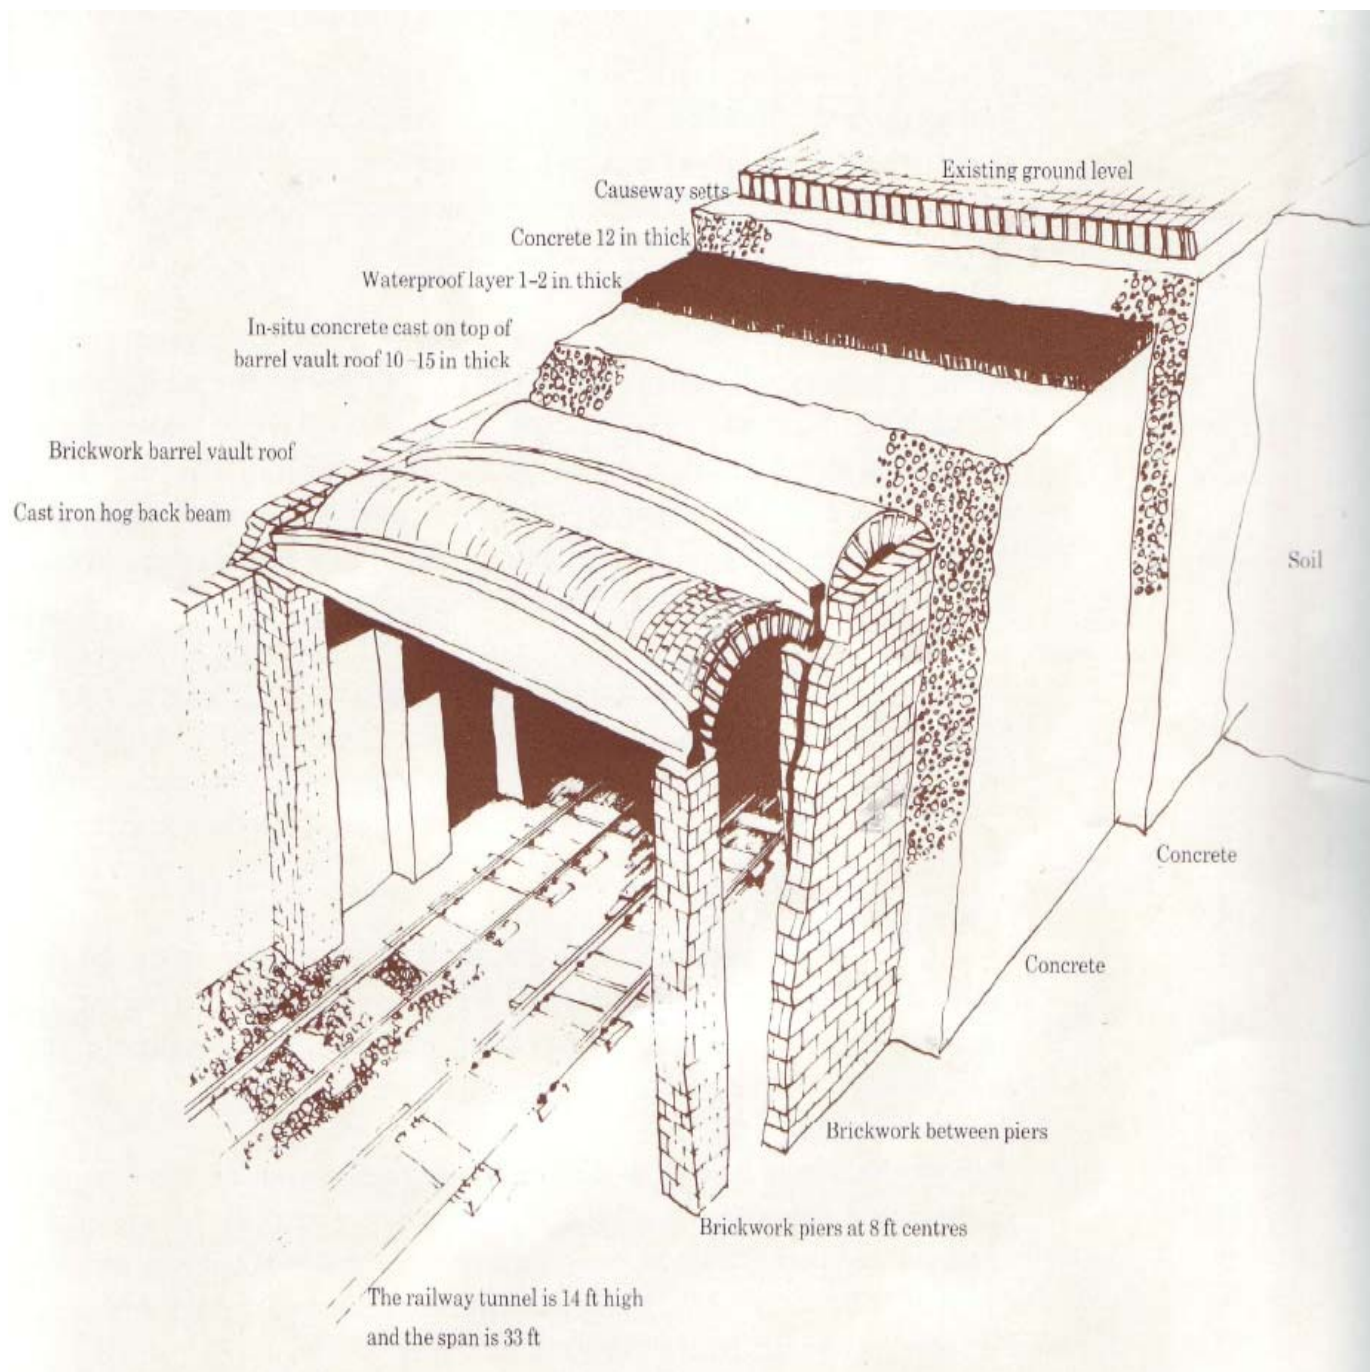 Existing ground level
Causeway setts
Concrete 12 in thick
Waterproof layer 1-2 in. thick
In-situ concrete cast on top of
barrel vault roof 10-15 in thick
Brickwork barrel vault roof
Cast iron hog back beam
Soil
Concrete
Concrete
Brickwork between piers
Brickwork piers at 8 ft centres
The railway tunnel is 14 ft high
and the span is 33 ft